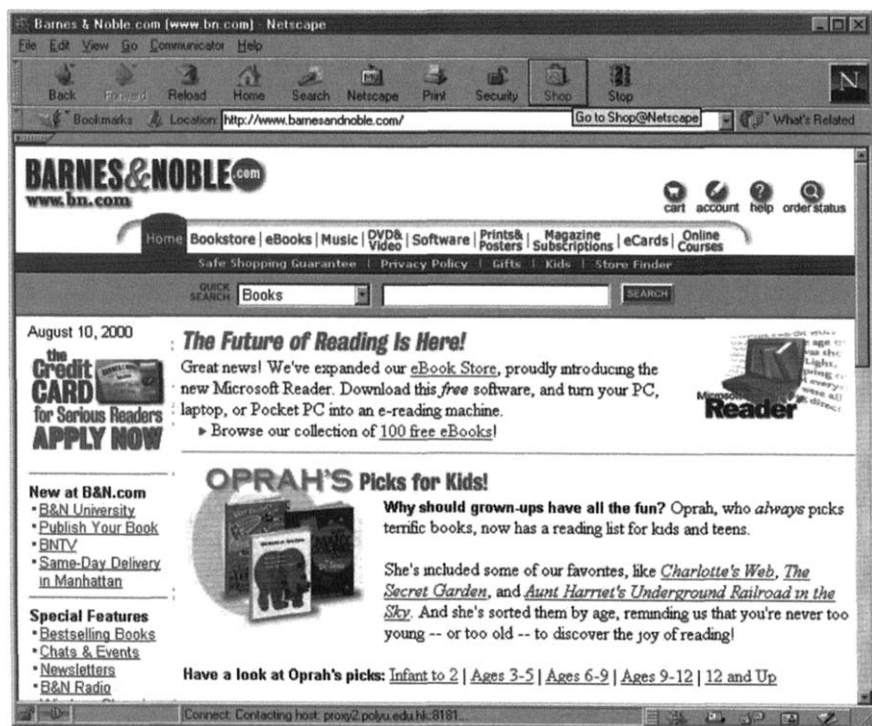 Barnes & Noble.com (www.bn.com) - Netscape
File Edit View Go Communicator Help
Back Forward Reload Home Search Netscape Print Security Shop Stop
Bookmarks Location: http://www.barnesandnoble.com/ Go to Shop@Netscape What's Related
BARNES&NOBLE.com
www.bn.com
cart account help order status
Home Bookstore | eBooks | Music | DVD& Video | Software | Prints& Posters | Magazine Subscriptions | eCards | Online Courses
Safe Shopping Guarantee | Privacy Policy | Gifts | Kids | Store Finder
QUICK SEARCH Books SEARCH
August 10, 2000
the
Credit
CARD
for Serious Readers
APPLY NOW
The Future of Reading Is Here!
Great news! We've expanded our eBook Store, proudly introducing the
new Microsoft Reader. Download this free software, and turn your PC,
laptop, or Pocket PC into an e-reading machine.
► Browse our collection of 100 free eBooks!
Microsoft
Reader
New at B&N.com
• B&N University
• Publish Your Book
• BNTV
• Same-Day Delivery
in Manhattan
Special Features
• Bestselling Books
• Chats & Events
• Newsletters
• B&N Radio
OPRAH'S Picks for Kids!
Why should grown-ups have all the fun? Oprah, who always picks
terrific books, now has a reading list for kids and teens.
She's included some of our favorites, like Charlotte's Web, The
Secret Garden, and Aunt Harriet's Underground Railroad in the
Sky. And she's sorted them by age, reminding us that you're never too
young -- or too old -- to discover the joy of reading!
Have a look at Oprah's picks: Infant to 2 | Ages 3-5 | Ages 6-9 | Ages 9-12 | 12 and Up
Connect: Contacting host: proxy2.polyu.edu.hk:8181...